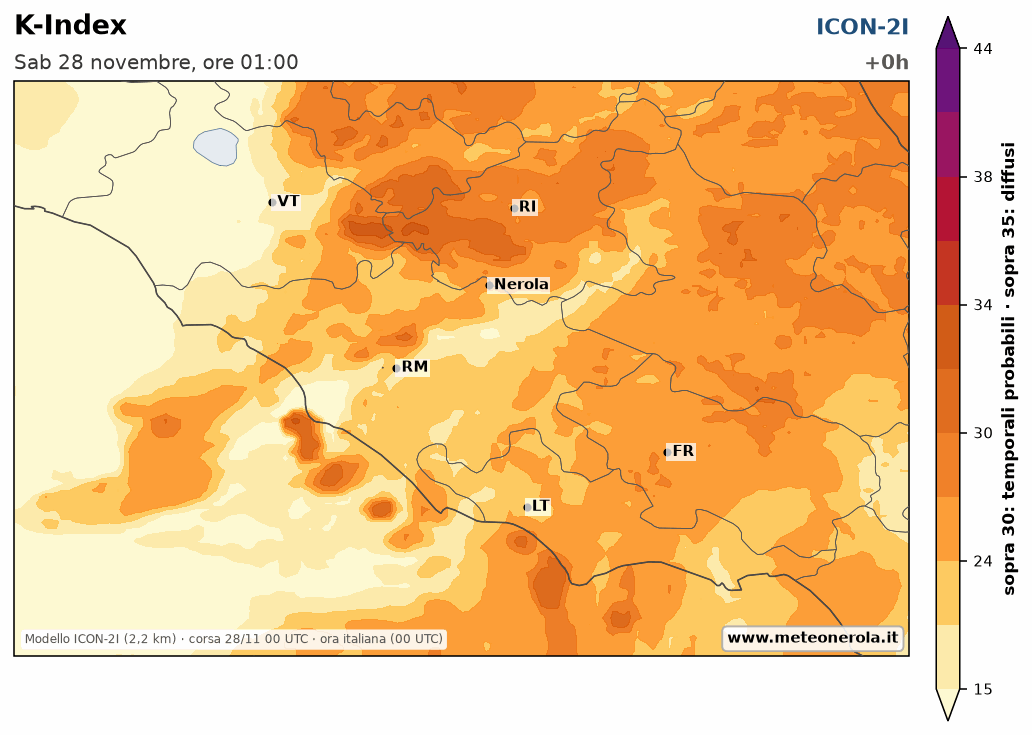 K-Index
ICON-2I
Sab 28 novembre, ore 01:00
+0h
44
38
34
30
24
15
sopra 30: temporali probabili · sopra 35: diffusi
VT
RI
Nerola
RM
FR
LT
Modello ICON-2I (2,2 km) · corsa 28/11 00 UTC · ora italiana (00 UTC)
www.meteonerola.it